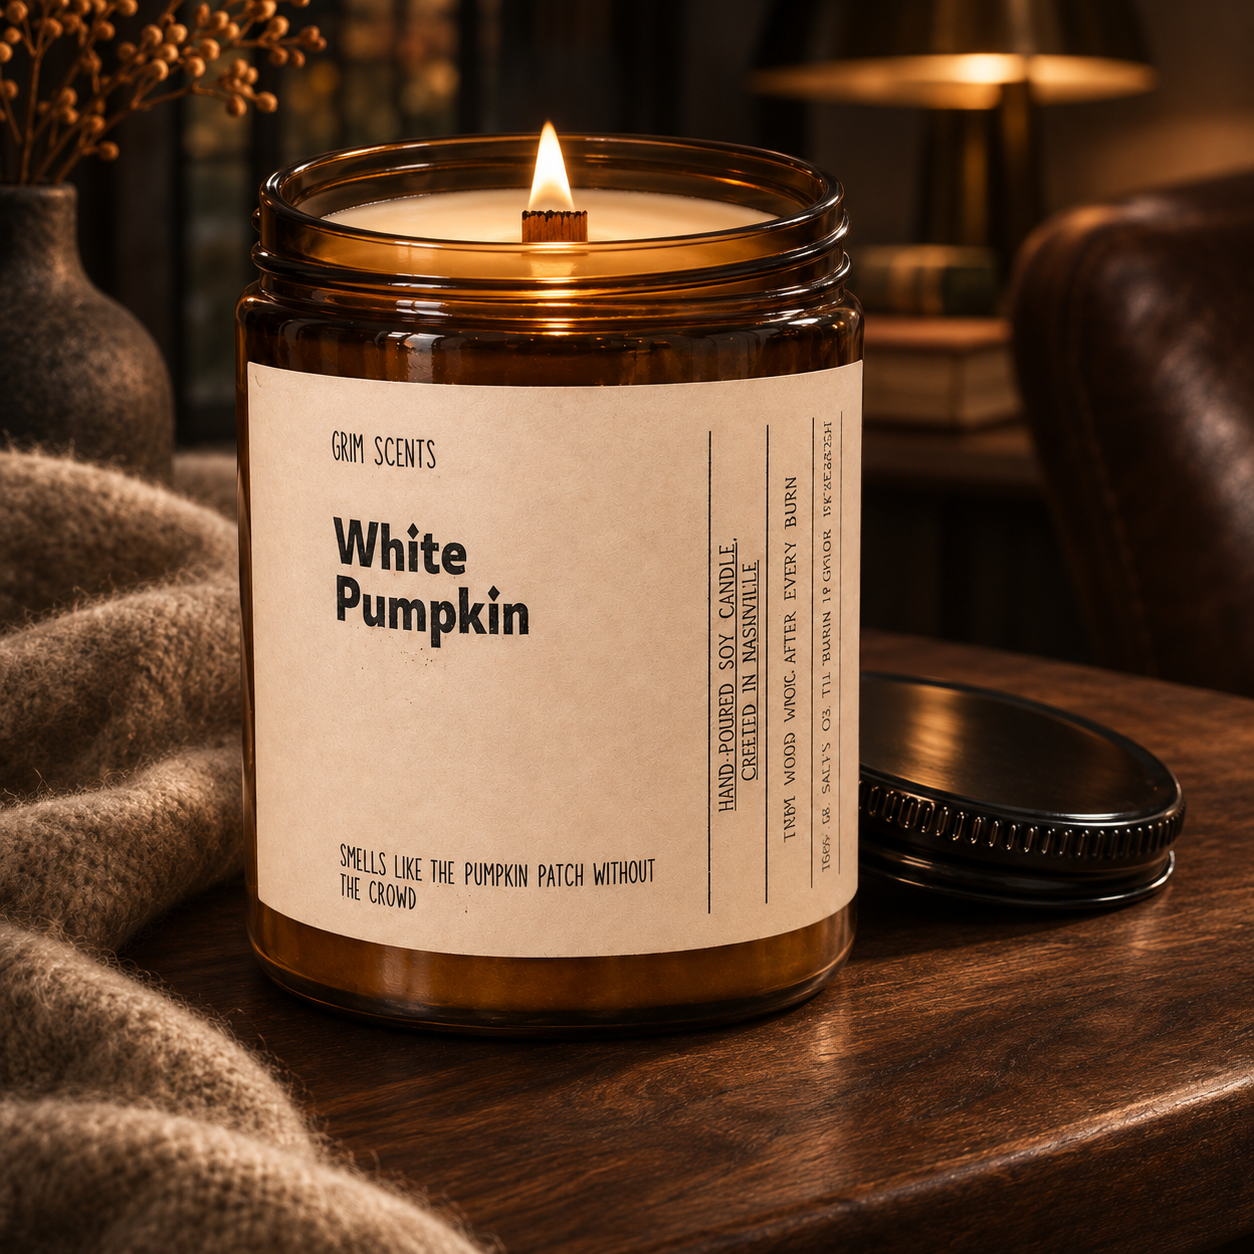 GRIM SCENTS
White
Pumpkin
SMELLS LIKE THE PUMPKIN PATCH WITHOUT
THE CROWD
HAND-POURED SOY CANDLE,
CREETED IN NASHVILLE
WOOD AFTER EVERY BURN